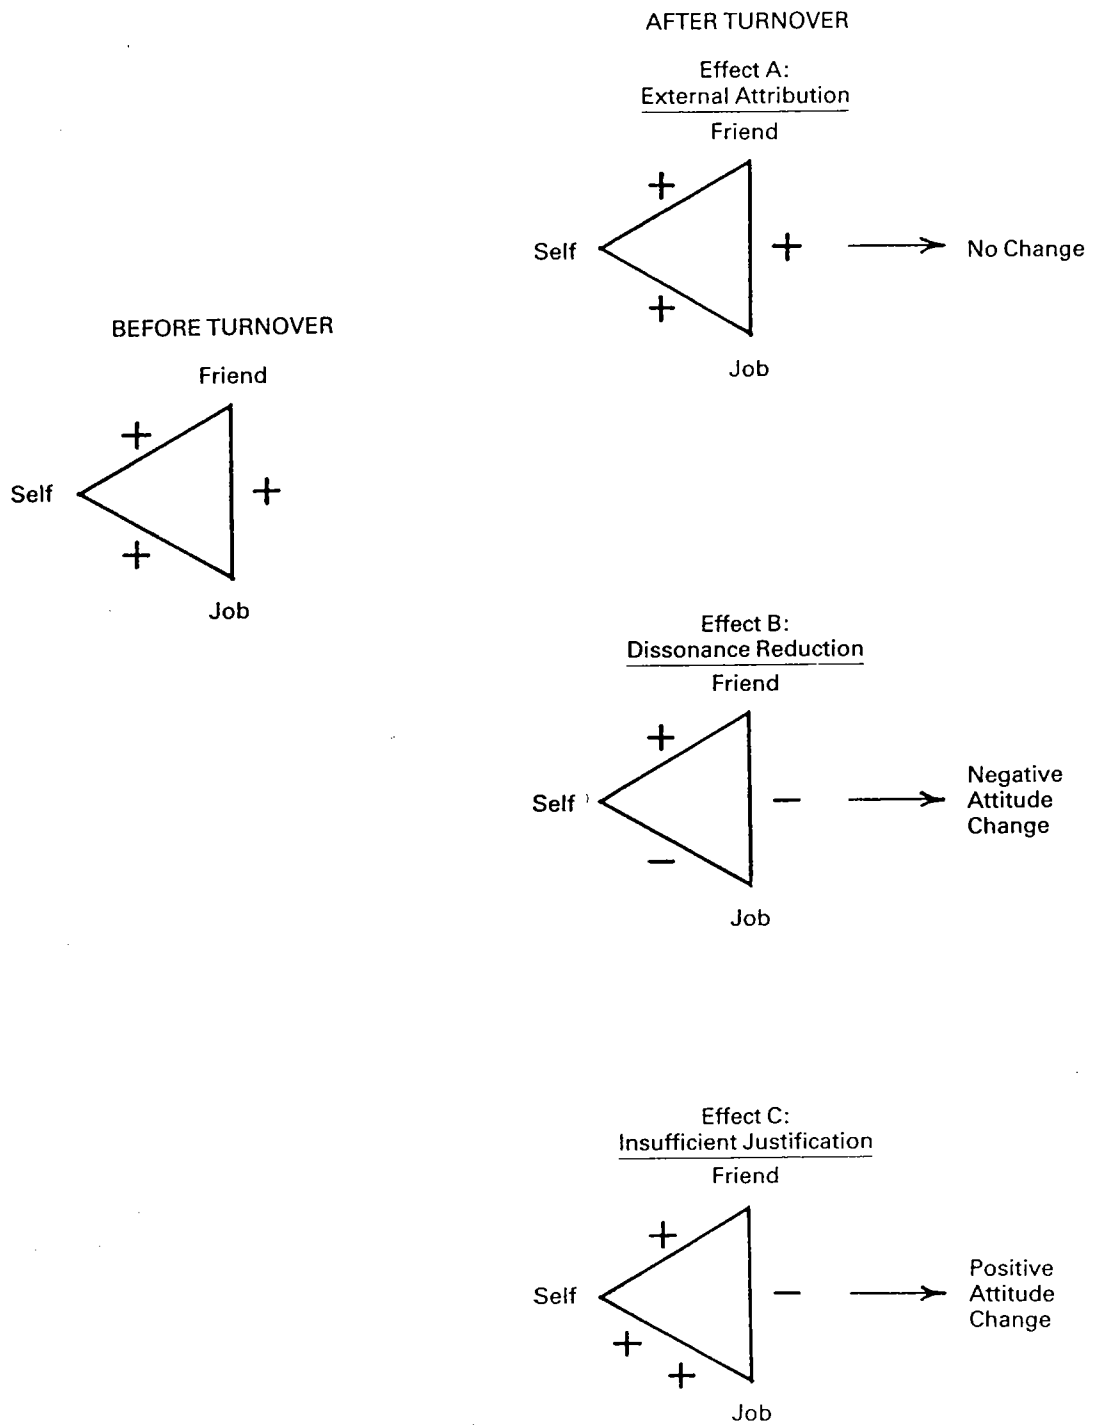 AFTER TURNOVER
Effect A:
External Attribution
Friend
+
Self
+
No Change
+
Job
BEFORE TURNOVER
Friend
+
Self
+
+
Job
Effect B:
Dissonance Reduction
Friend
+
Self
−
Negative
Attitude
Change
−
Job
Effect C:
Insufficient Justification
Friend
+
Self
−
Positive
Attitude
Change
+
+
Job